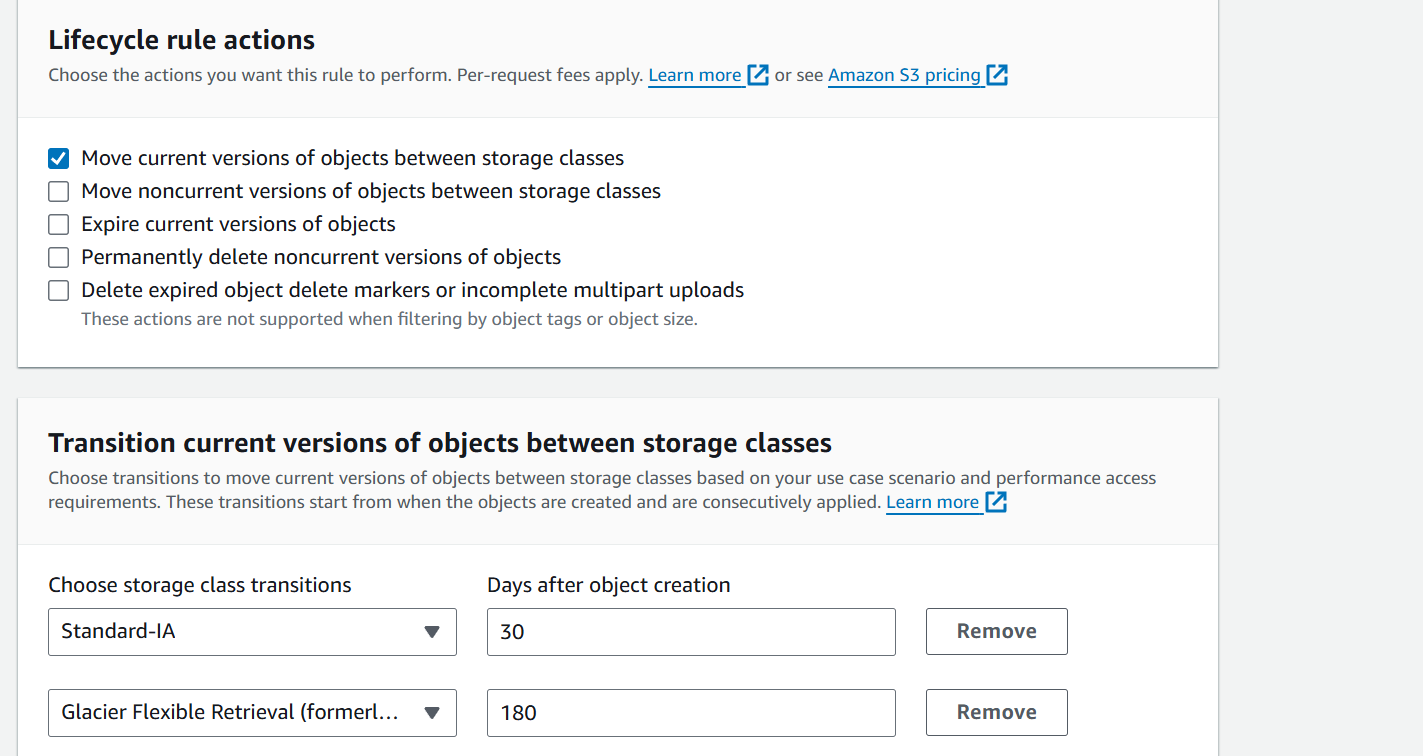 Lifecycle rule actions
Choose the actions you want this rule to perform. Per-request fees apply. Learn more or see Amazon S3 pricing
Move current versions of objects between storage classes
Move noncurrent versions of objects between storage classes
Expire current versions of objects
Permanently delete noncurrent versions of objects
Delete expired object delete markers or incomplete multipart uploads
These actions are not supported when filtering by object tags or object size.
Transition current versions of objects between storage classes
Choose transitions to move current versions of objects between storage classes based on your use case scenario and performance access
requirements. These transitions start from when the objects are created and are consecutively applied. Learn more
Choose storage class transitions Days after object creation
Standard-IA 30 Remove
Glacier Flexible Retrieval (formerl... 180 Remove